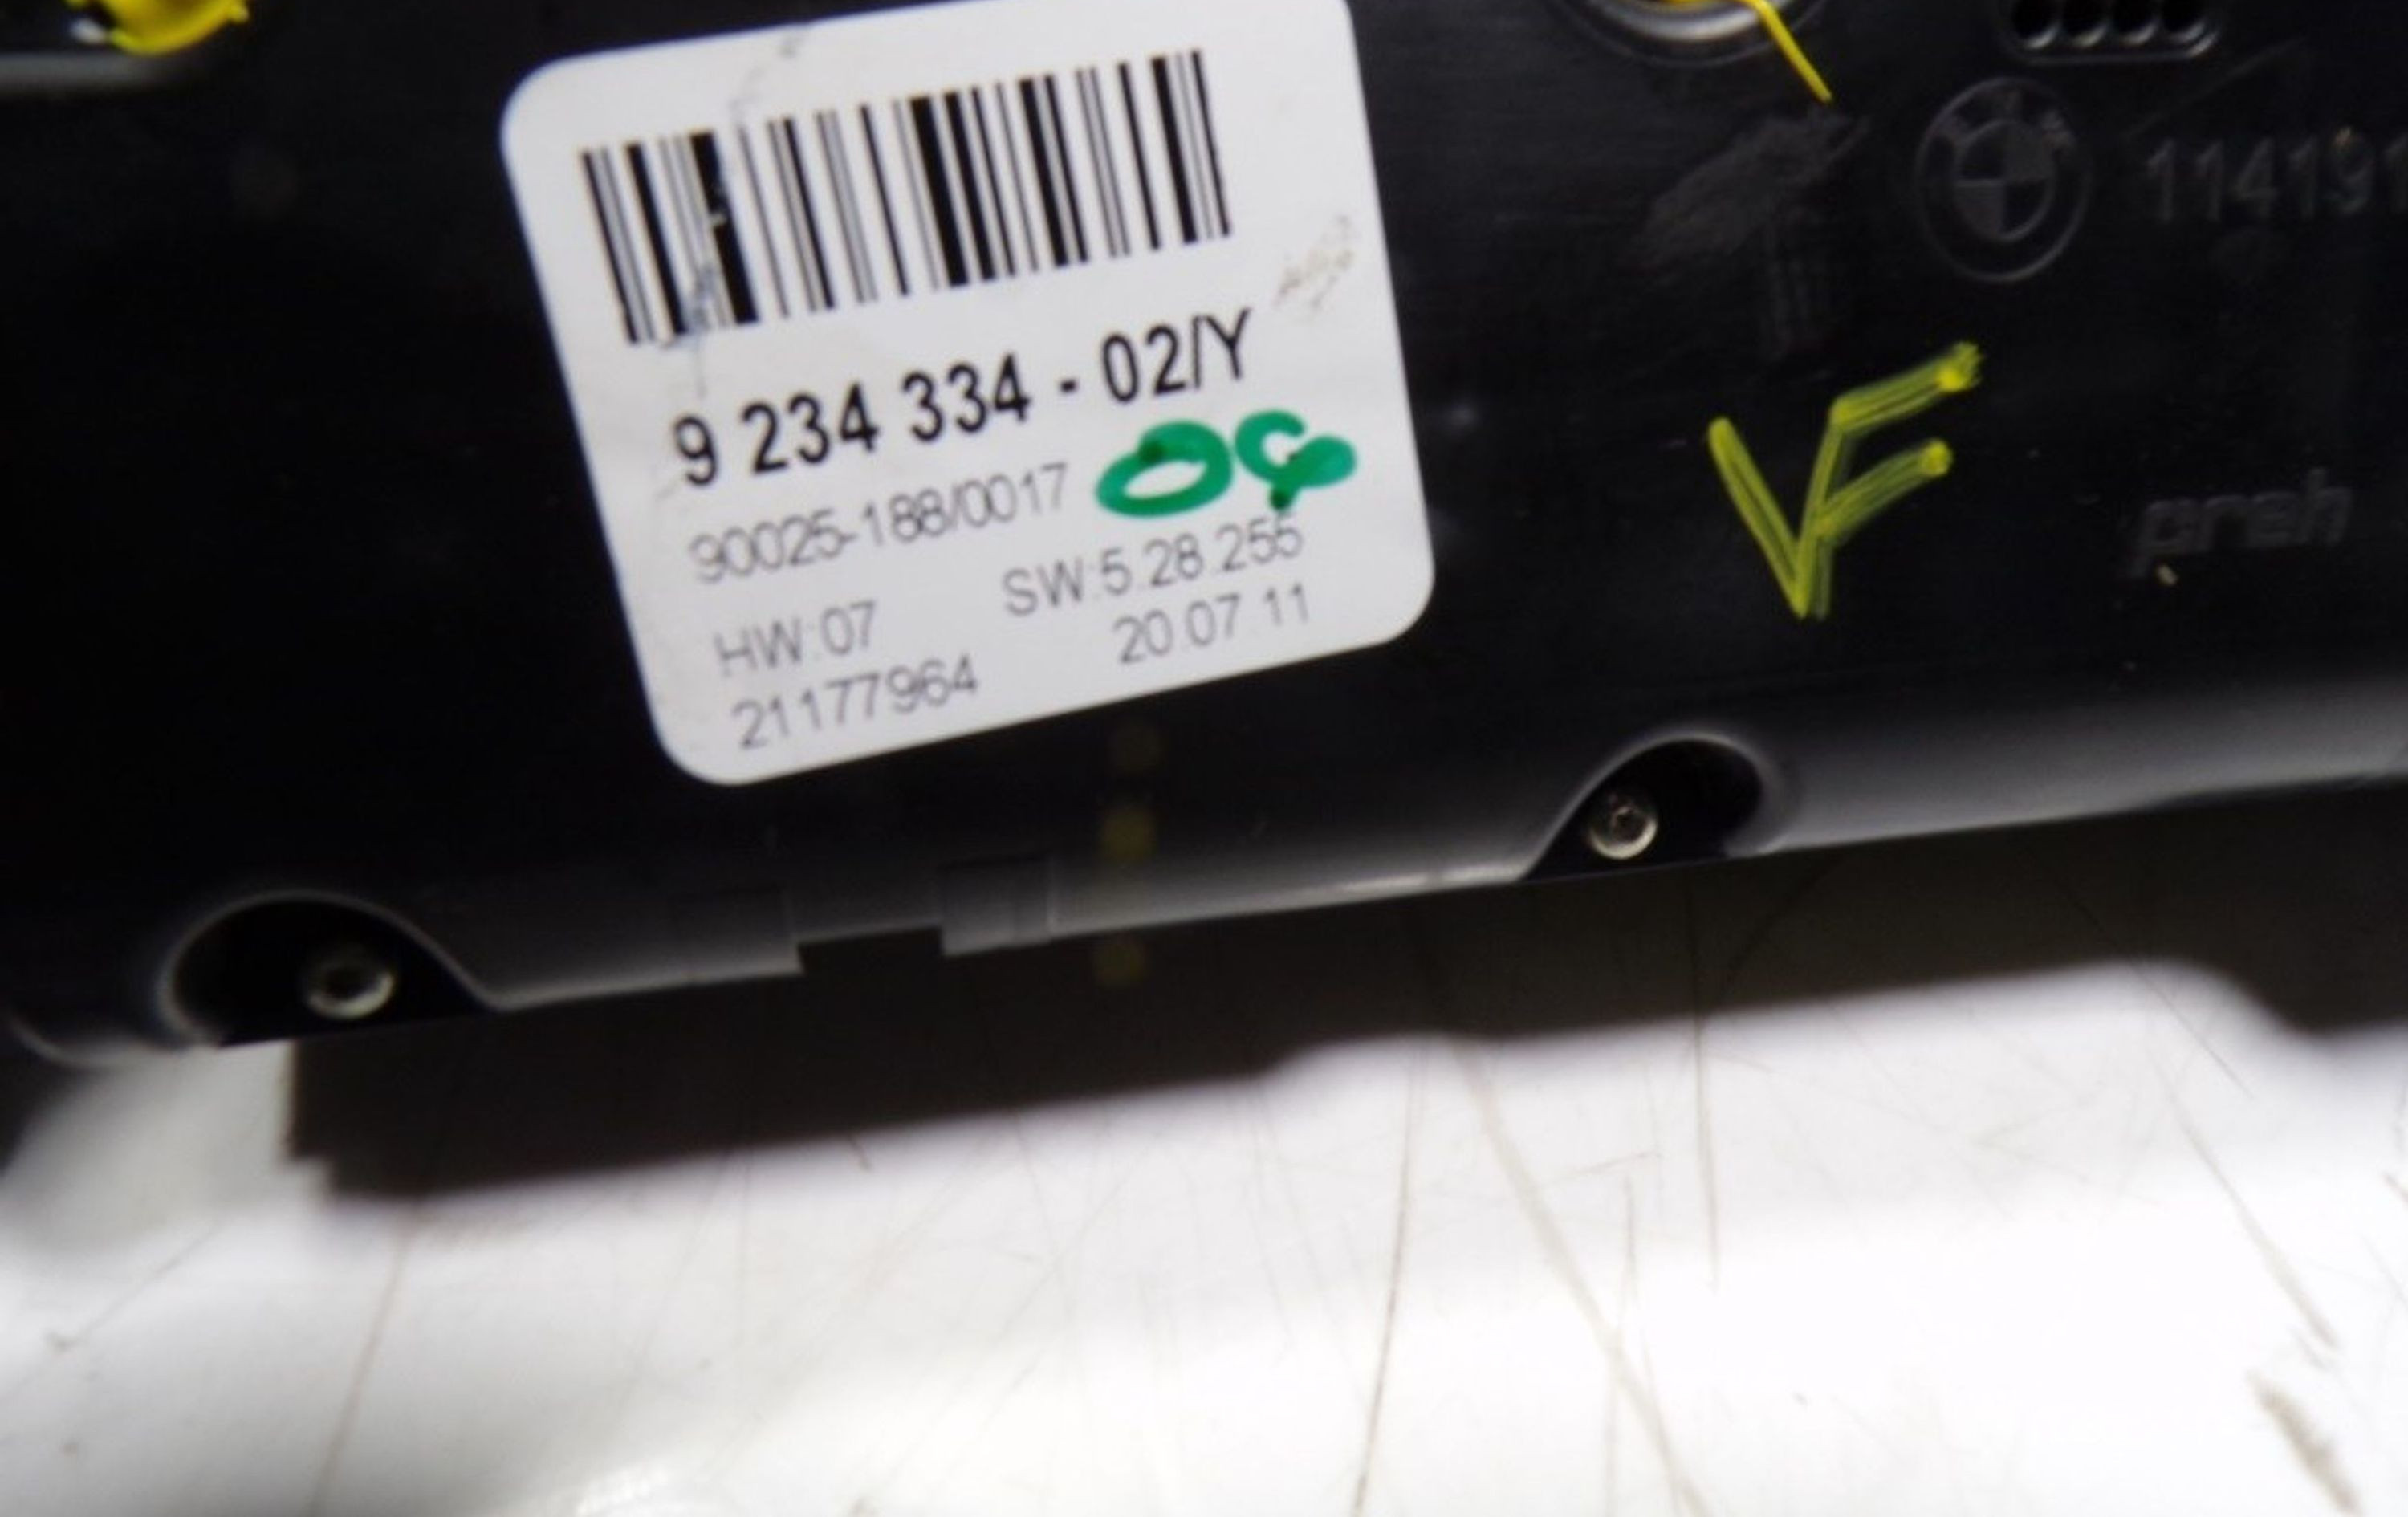 9 234 334 - 02/Y
90025-188/0017
HW:07 SW:5.28.255
21177964 20.07.11
VF
preh